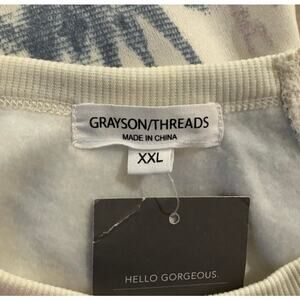 GRAYSON/THREADS
MADE IN CHINA
XXL
HELLO GORGEOUS.